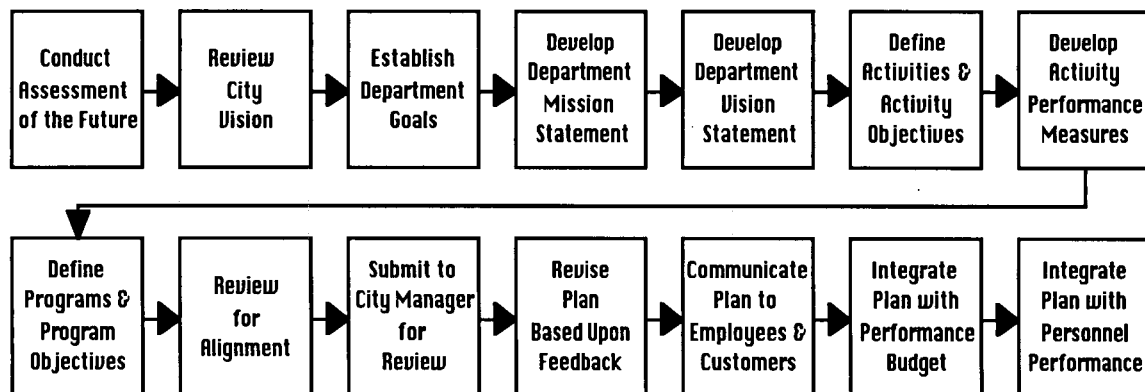 Conduct
Assessment
of the Future
Review
City
Vision
Establish
Department
Goals
Develop
Department
Mission
Statement
Develop
Department
Vision
Statement
Define
Activities &
Activity
Objectives
Develop
Activity
Performance
Measures
Define
Programs &
Program
Objectives
Review
for
Alignment
Submit to
City Manager
for
Review
Revise
Plan
Based Upon
Feedback
Communicate
Plan to
Employees &
Customers
Integrate
Plan with
Performance
Budget
Integrate
Plan with
Personnel
Performance